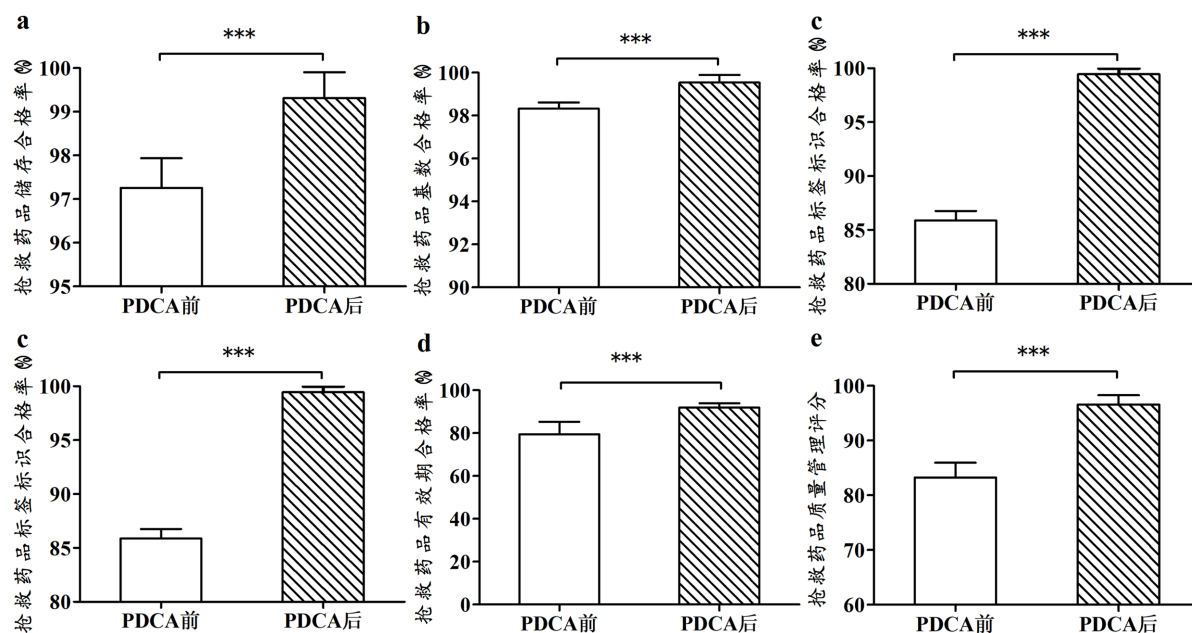 a
***
抢救药品储存合格率(%)
100
99
98
97
96
95
PDCA前
PDCA后
b
***
抢救药品基数合格率(%)
100
98
96
94
92
90
PDCA前
PDCA后
c
***
抢救药品标签标识合格率(%)
100
95
90
85
80
PDCA前
PDCA后
c
***
抢救药品标签标识合格率(%)
100
95
90
85
80
PDCA前
PDCA后
d
***
抢救药品有效期合格率(%)
100
80
60
40
20
0
PDCA前
PDCA后
e
***
抢救药品质量管理评分
100
90
80
70
60
PDCA前
PDCA后